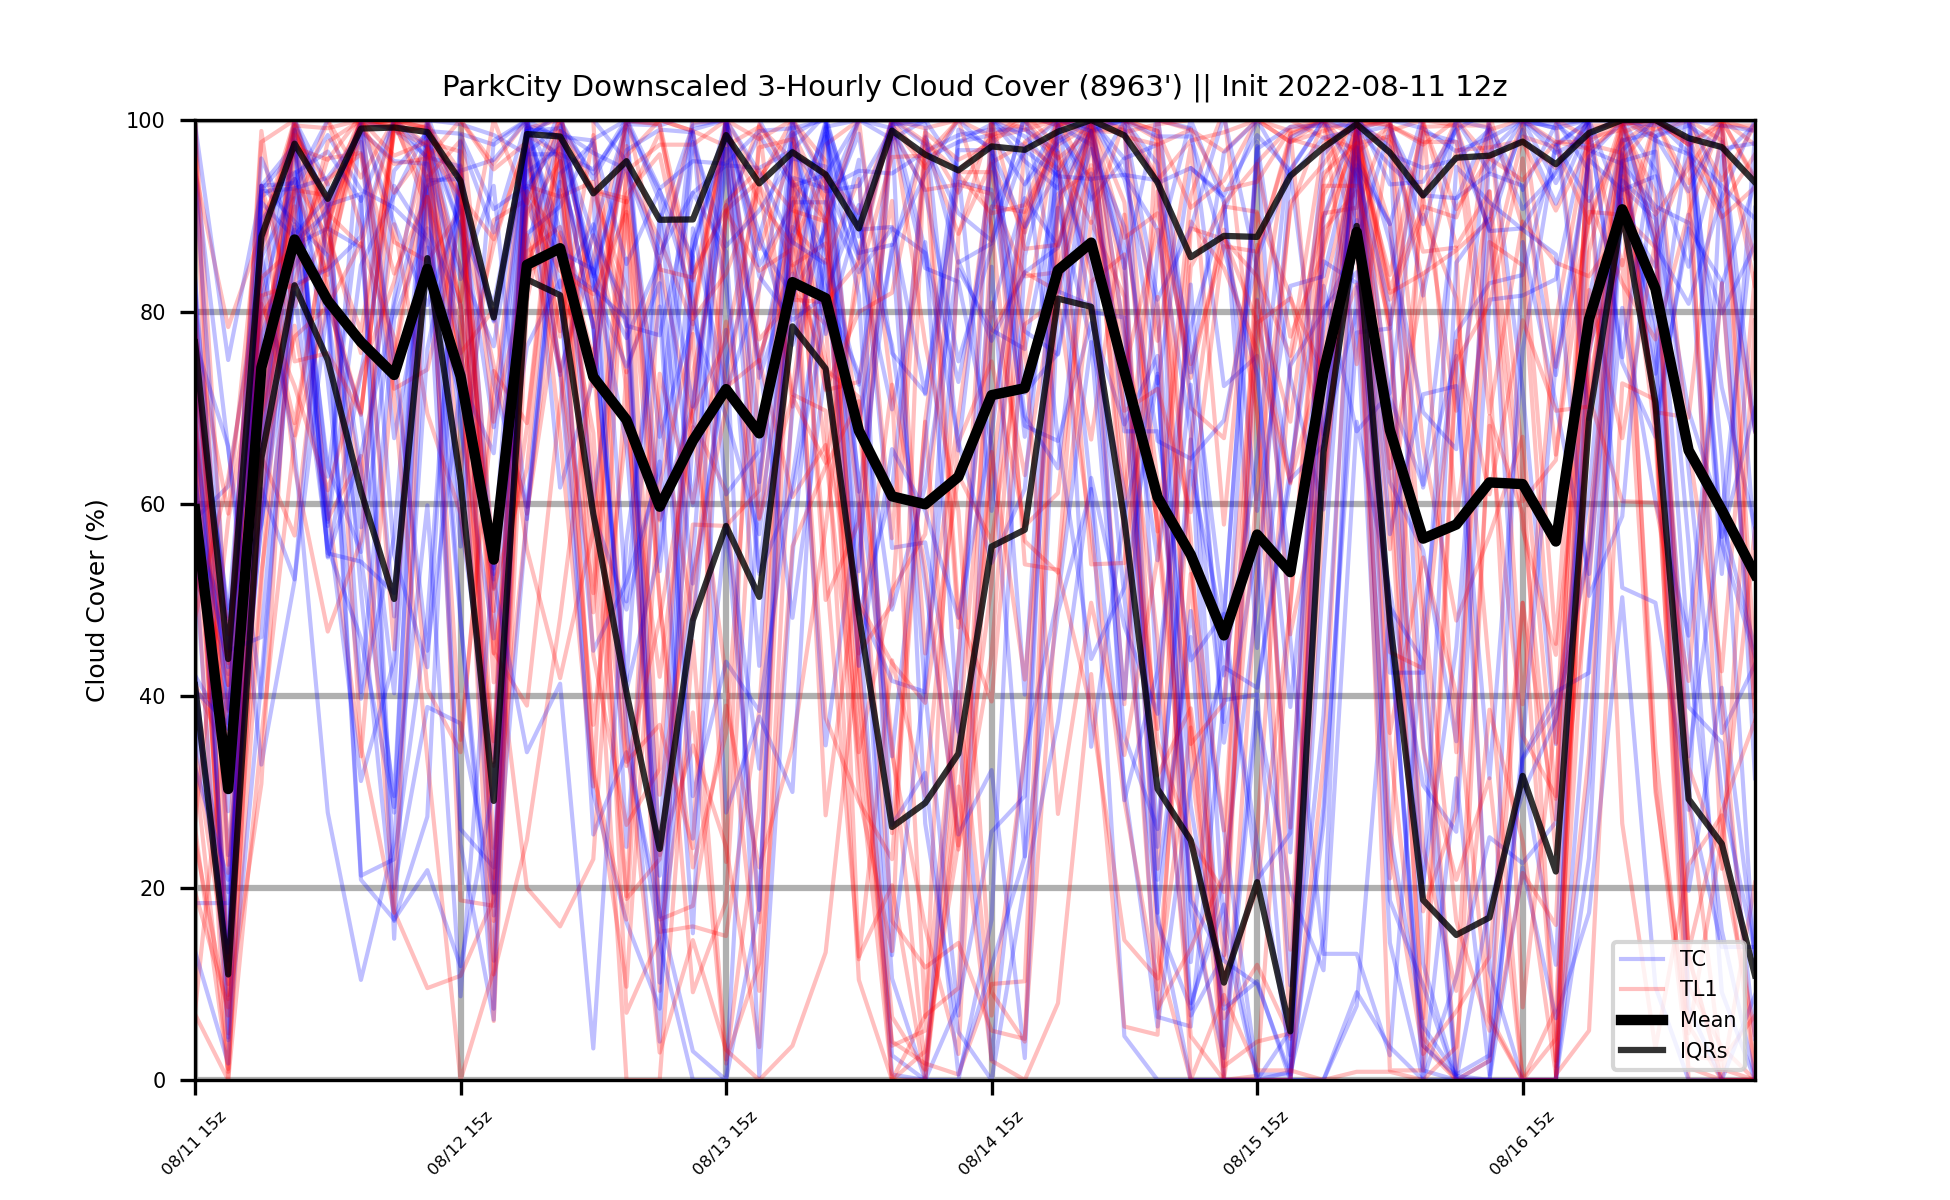 ParkCity Downscaled 3-Hourly Cloud Cover (8963') || Init 2022-08-11 12z
Cloud Cover (%)
100
80
60
40
20
0
TC
TL1
Mean
IQRs
08/11 15z
08/12 15z
08/13 15z
08/14 15z
08/15 15z
08/16 15z